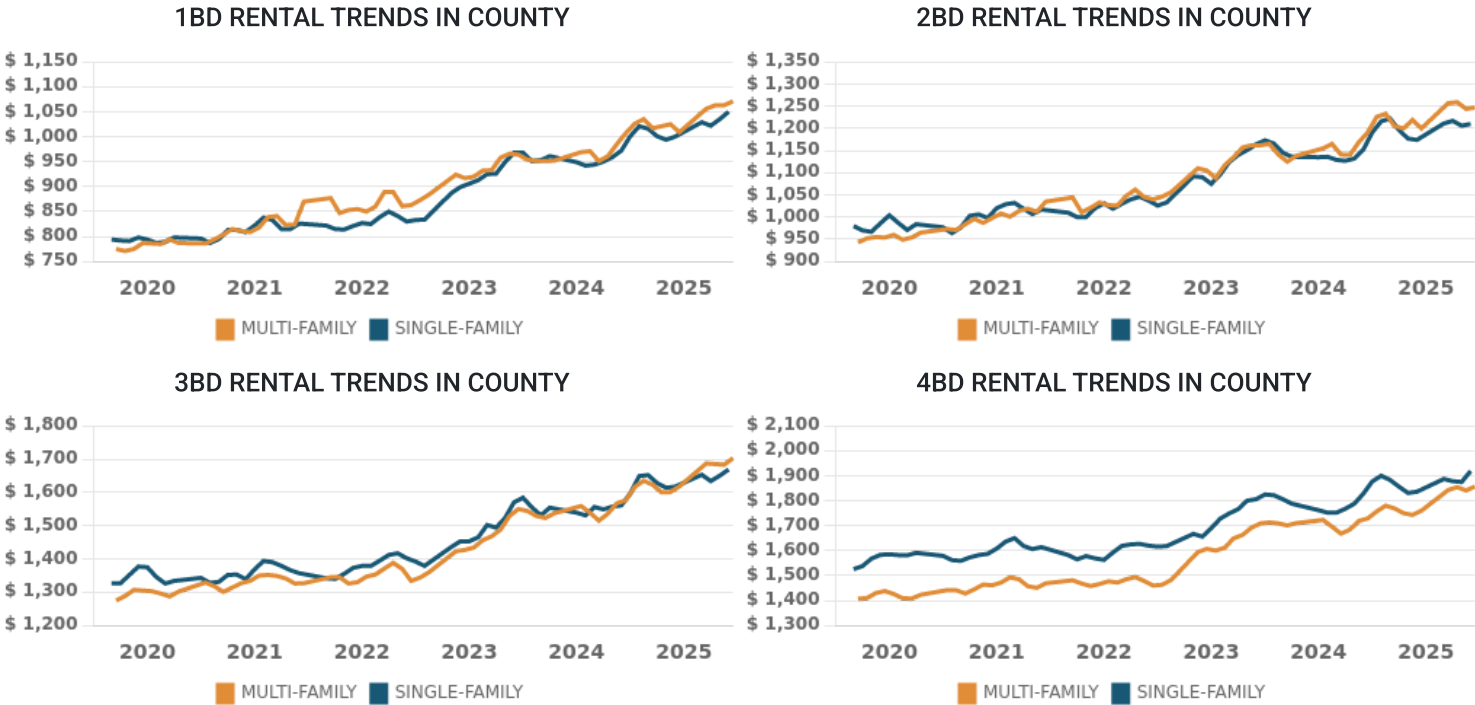 1BD RENTAL TRENDS IN COUNTY
$ 1,150
$ 1,100
$ 1,050
$ 1,000
$ 950
$ 900
$ 850
$ 800
$ 750
2020 2021 2022 2023 2024 2025
MULTI-FAMILY SINGLE-FAMILY
2BD RENTAL TRENDS IN COUNTY
$ 1,350
$ 1,300
$ 1,250
$ 1,200
$ 1,150
$ 1,100
$ 1,050
$ 1,000
$ 950
$ 900
2020 2021 2022 2023 2024 2025
MULTI-FAMILY SINGLE-FAMILY
3BD RENTAL TRENDS IN COUNTY
$ 1,800
$ 1,700
$ 1,600
$ 1,500
$ 1,400
$ 1,300
$ 1,200
2020 2021 2022 2023 2024 2025
MULTI-FAMILY SINGLE-FAMILY
4BD RENTAL TRENDS IN COUNTY
$ 2,100
$ 2,000
$ 1,900
$ 1,800
$ 1,700
$ 1,600
$ 1,500
$ 1,400
$ 1,300
2020 2021 2022 2023 2024 2025
MULTI-FAMILY SINGLE-FAMILY